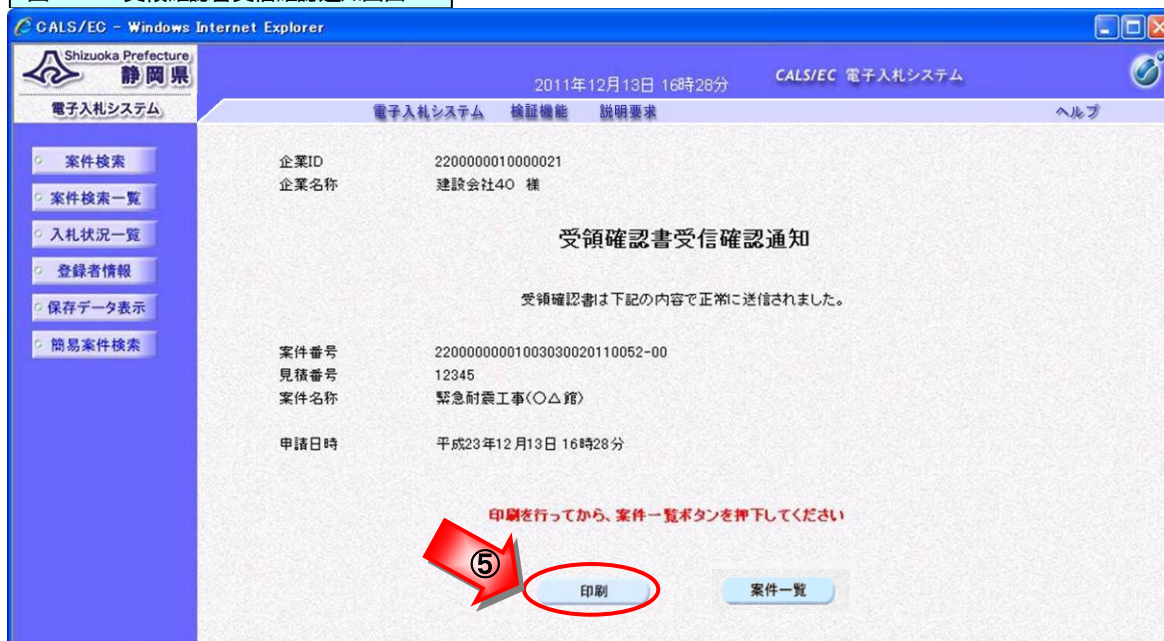 CALS/EC - Windows Internet Explorer
Shizuoka Prefecture
静岡県
2011年12月13日 16時28分
CALS/EC 電子入札システム
電子入札システム
電子入札システム 検証機能 説明要求 ヘルプ
案件検索
案件検索一覧
入札状況一覧
登録者情報
保存データ表示
簡易案件検索
企業ID 2200000010000021
企業名称 建設会社40 様
受領確認書受信確認通知
受領確認書は下記の内容で正常に送信されました。
案件番号 2200000000100303002011​0052-00
見積番号 12345
案件名称 緊急耐震工事(○△館)
申請日時 平成23年12月13日 16時28分
印刷を行ってから、案件一覧ボタンを押下してください
⑤
印刷
案件一覧